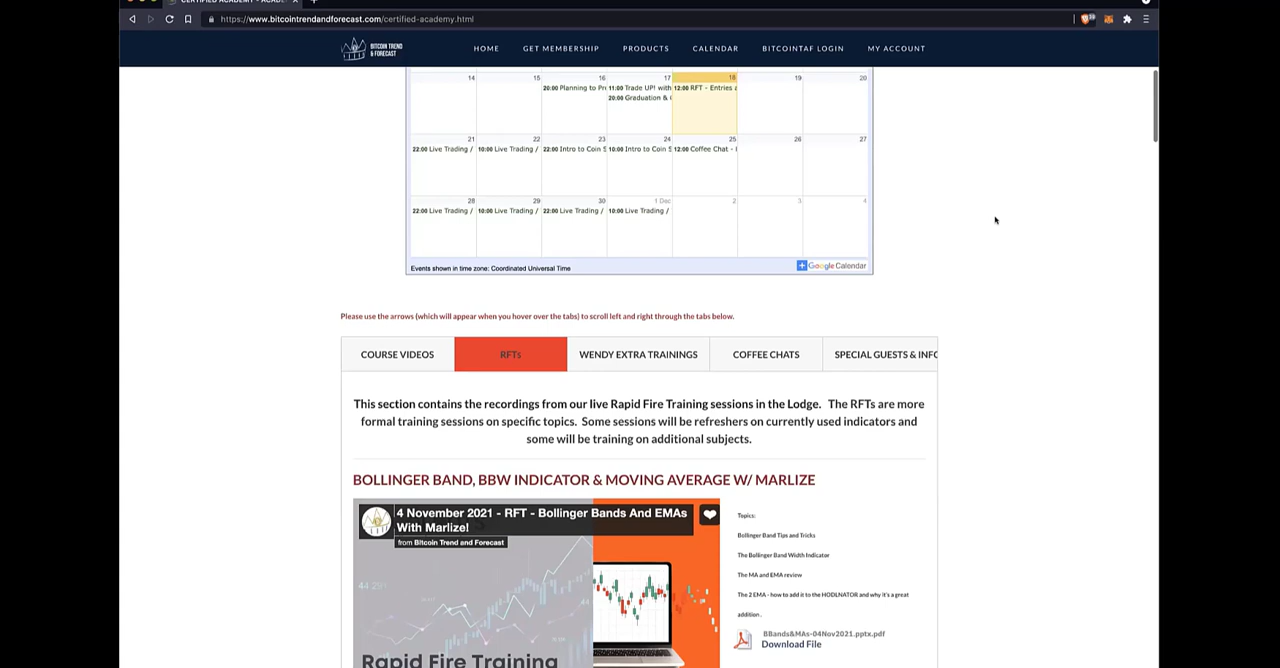 https://www.bitcointrendandforecast.com/certified-academy.html
BITCOIN TREND
& FORECAST
HOME
GET MEMBERSHIP
PRODUCTS
CALENDAR
BITCOINTAF LOGIN
MY ACCOUNT
14 15 16 17 18 19 20
20:00 Planning to Pr 11:00 Trade UP! with 12:00 RFT - Entries a
20:00 Graduation &
21 22 23 24 25 26 27
22:00 Live Trading / 10:00 Live Trading / 22:00 Intro to Coin S 10:00 Intro to Coin S 12:00 Coffee Chat -
28 29 30 1 Dec 2 3 4
22:00 Live Trading / 10:00 Live Trading / 22:00 Live Trading / 10:00 Live Trading /
Events shown in time zone: Coordinated Universal Time
Google Calendar
Please use the arrows (which will appear when you hover over the tabs) to scroll left and right through the tabs below.
COURSE VIDEOS
RFTs
WENDY EXTRA TRAININGS
COFFEE CHATS
SPECIAL GUESTS & INFO
This section contains the recordings from our live Rapid Fire Training sessions in the Lodge. The RFTs are more
formal training sessions on specific topics. Some sessions will be refreshers on currently used indicators and
some will be training on additional subjects.
BOLLINGER BAND, BBW INDICATOR & MOVING AVERAGE W/ MARLIZE
4 November 2021 - RFT - Bollinger Bands And EMAs
With Marlize!
from Bitcoin Trend and Forecast
44 291
Rapid Fire Training
Topics:
Bollinger Band Tips and Tricks
The Bollinger Band Width Indicator
The MA and EMA review
The 2 EMA - how to add it to the HODLNATOR and why it's a great
addition.
BBands&MAs-04Nov2021.pptx.pdf
Download File